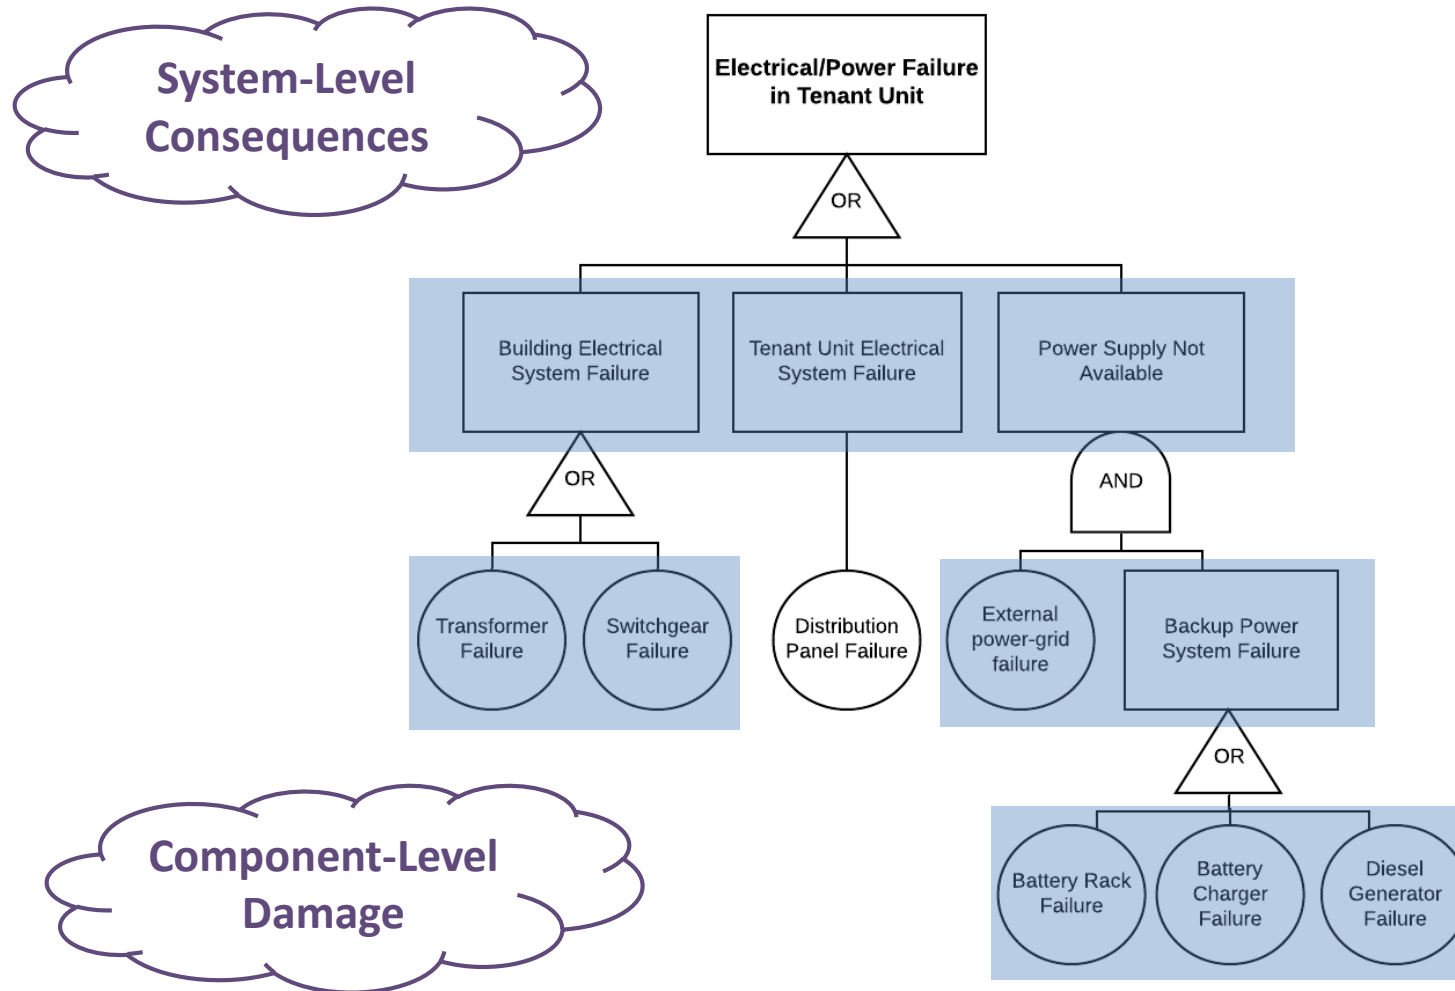 System-Level
Consequences
Electrical/Power Failure
in Tenant Unit
OR
Building Electrical
System Failure
Tenant Unit Electrical
System Failure
Power Supply Not
Available
OR
AND
Transformer
Failure
Switchgear
Failure
Distribution
Panel Failure
External
power-grid
failure
Backup Power
System Failure
OR
Component-Level
Damage
Battery Rack
Failure
Battery
Charger
Failure
Diesel
Generator
Failure